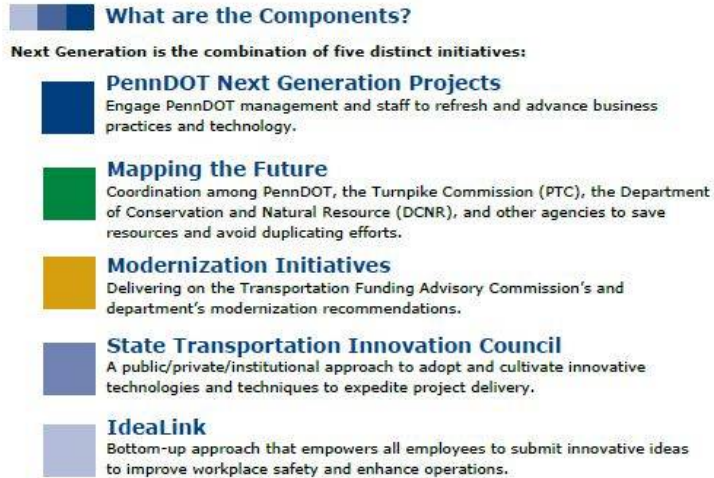 What are the Components?
Next Generation is the combination of five distinct initiatives:
PennDOT Next Generation Projects
Engage PennDOT management and staff to refresh and advance business
practices and technology.
Mapping the Future
Coordination among PennDOT, the Turnpike Commission (PTC), the Department
of Conservation and Natural Resource (DCNR), and other agencies to save
resources and avoid duplicating efforts.
Modernization Initiatives
Delivering on the Transportation Funding Advisory Commission's and
department's modernization recommendations.
State Transportation Innovation Council
A public/private/institutional approach to adopt and cultivate innovative
technologies and techniques to expedite project delivery.
IdeaLink
Bottom-up approach that empowers all employees to submit innovative ideas
to improve workplace safety and enhance operations.